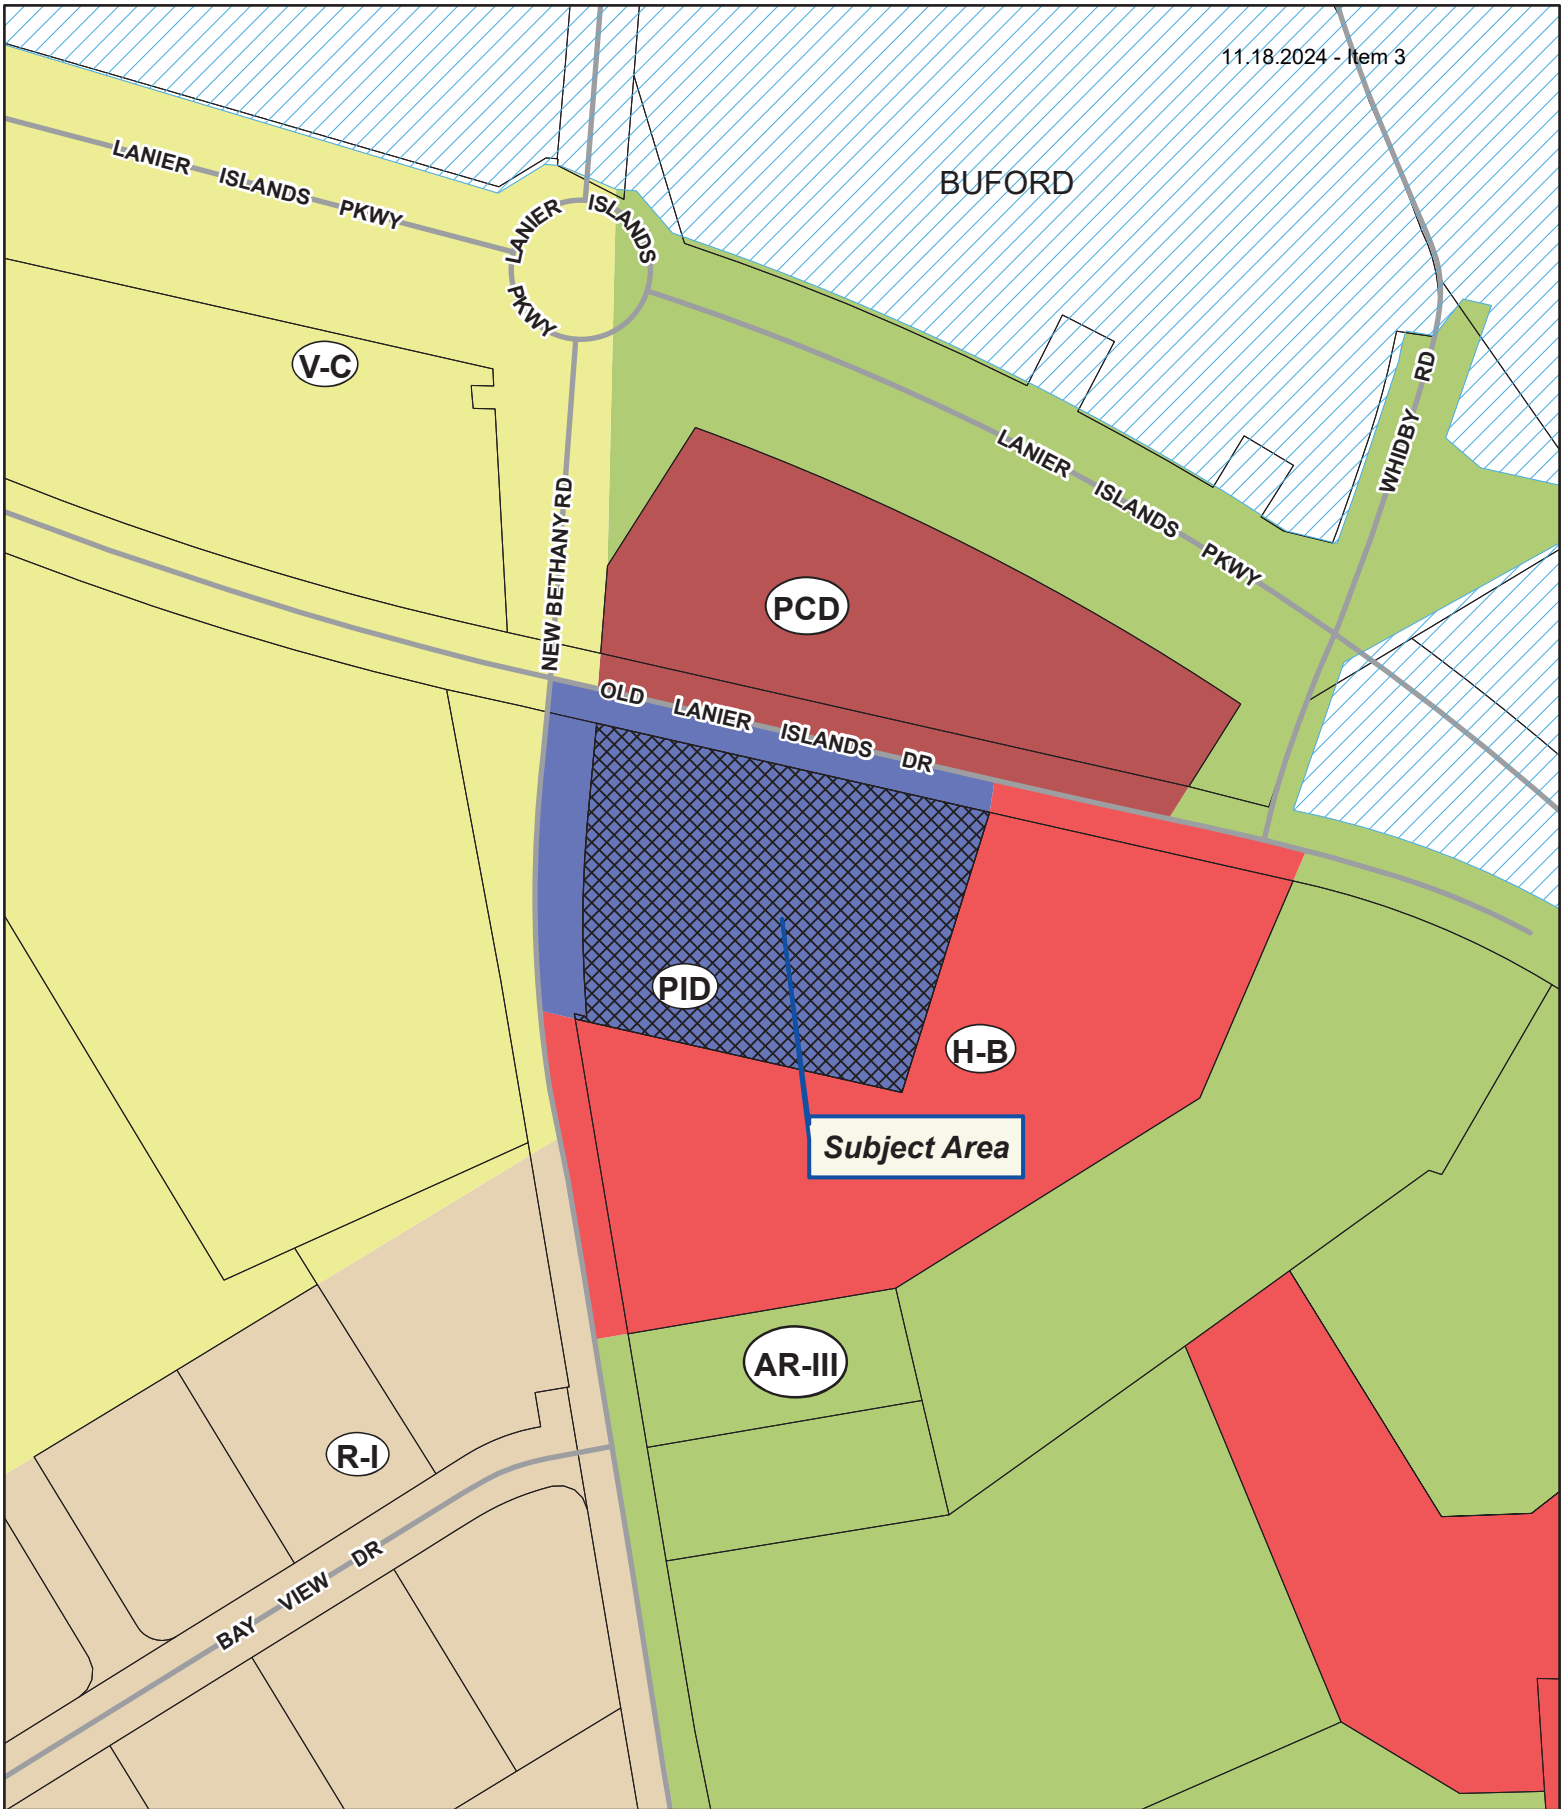 11.18.2024 - Item 3
BUFORD
LANIER ISLANDS PKWY
LANIER ISLANDS PKWY
V-C
LANIER ISLANDS PKWY
WHIDBY RD
NEW BETHANY RD
PCD
OLD LANIER ISLANDS DR
PID
H-B
Subject Area
AR-III
R-I
BAY VIEW DR